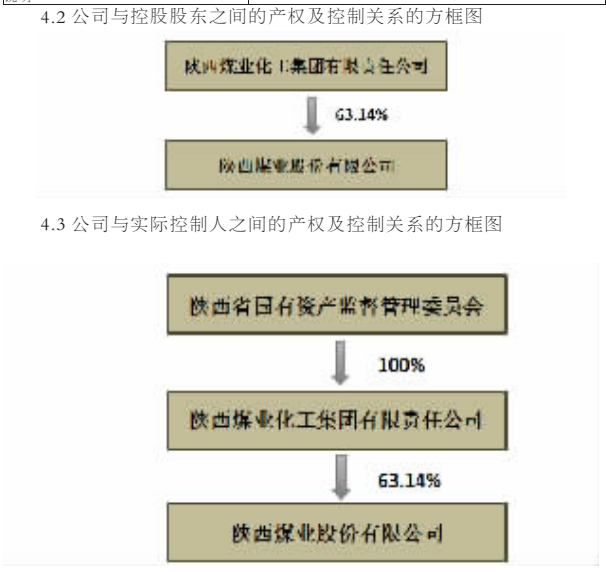 4.2 公司与控股股东之间的产权及控制关系的方框图
陕西煤业化工集团有限责任公司
63.14%
陕西煤业股份有限公司
4.3 公司与实际控制人之间的产权及控制关系的方框图
陕西省国有资产监督管理委员会
100%
陕西煤业化工集团有限责任公司
63.14%
陕西煤业股份有限公司